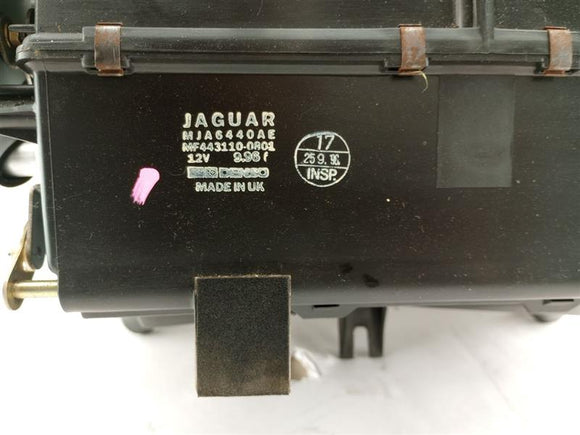 JAGUAR
MJA6440AE
MF443110-0801
12V 9.96 f
DENSO
MADE IN UK
17
25 9. 96
INSP.